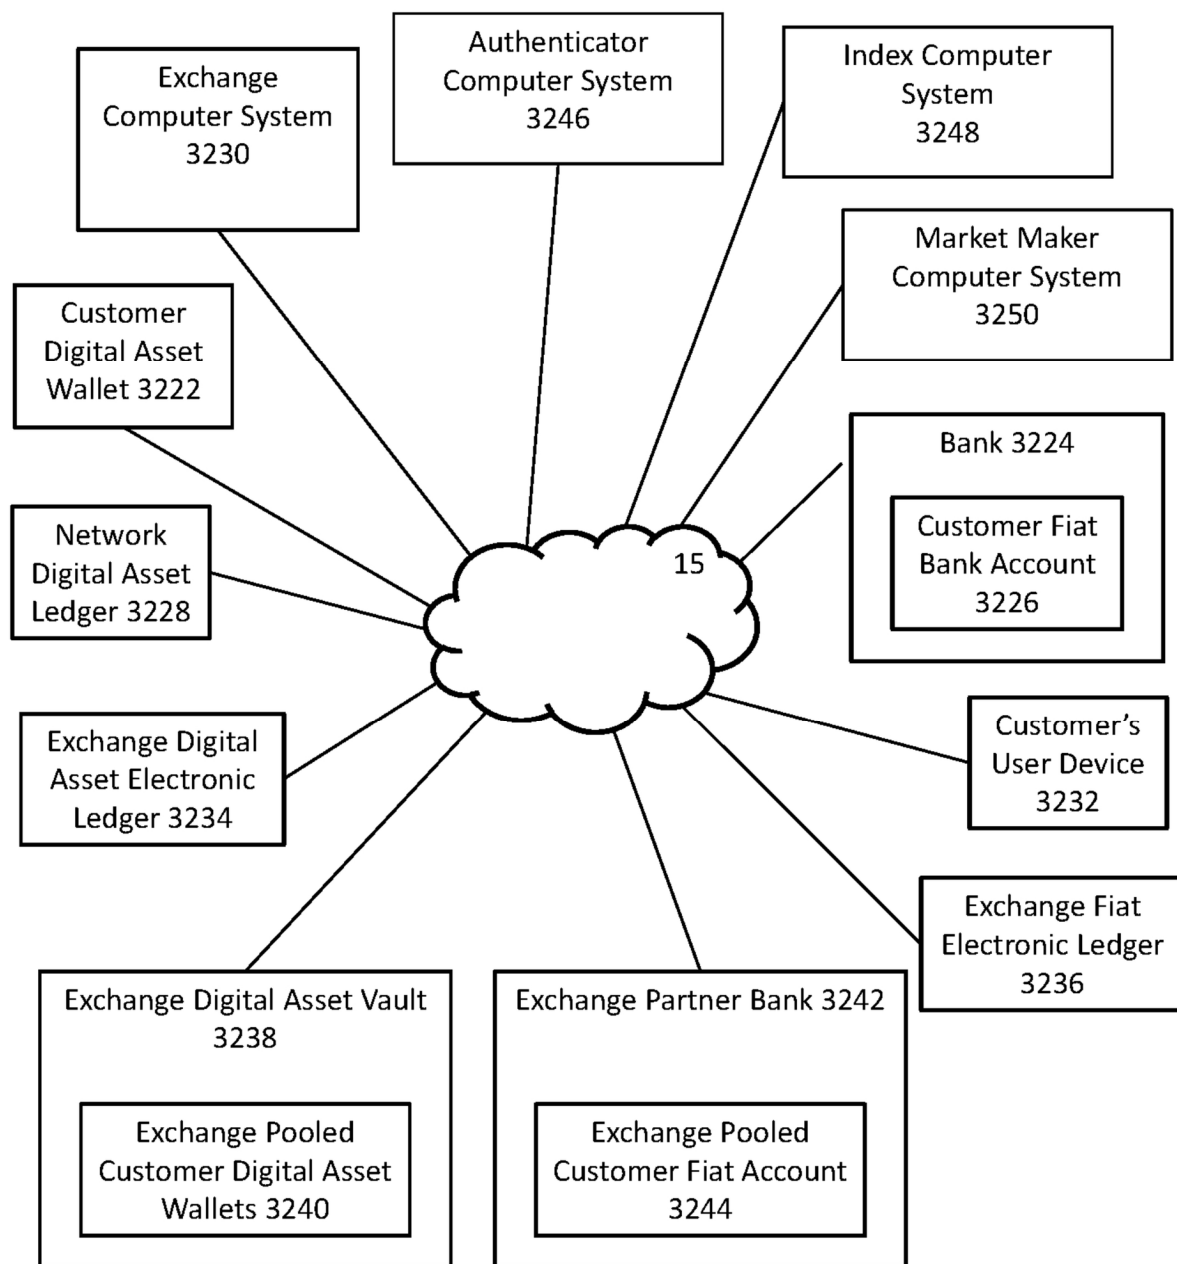 Exchange
Computer System
3230
Authenticator
Computer System
3246
Index Computer
System
3248
Market Maker
Computer System
3250
Customer
Digital Asset
Wallet 3222
Bank 3224
Customer Fiat
Bank Account
3226
Network
Digital Asset
Ledger 3228
15
Exchange Digital
Asset Electronic
Ledger 3234
Customer’s
User Device
3232
Exchange Fiat
Electronic Ledger
3236
Exchange Digital Asset Vault
3238
Exchange Pooled
Customer Digital Asset
Wallets 3240
Exchange Partner Bank 3242
Exchange Pooled
Customer Fiat Account
3244